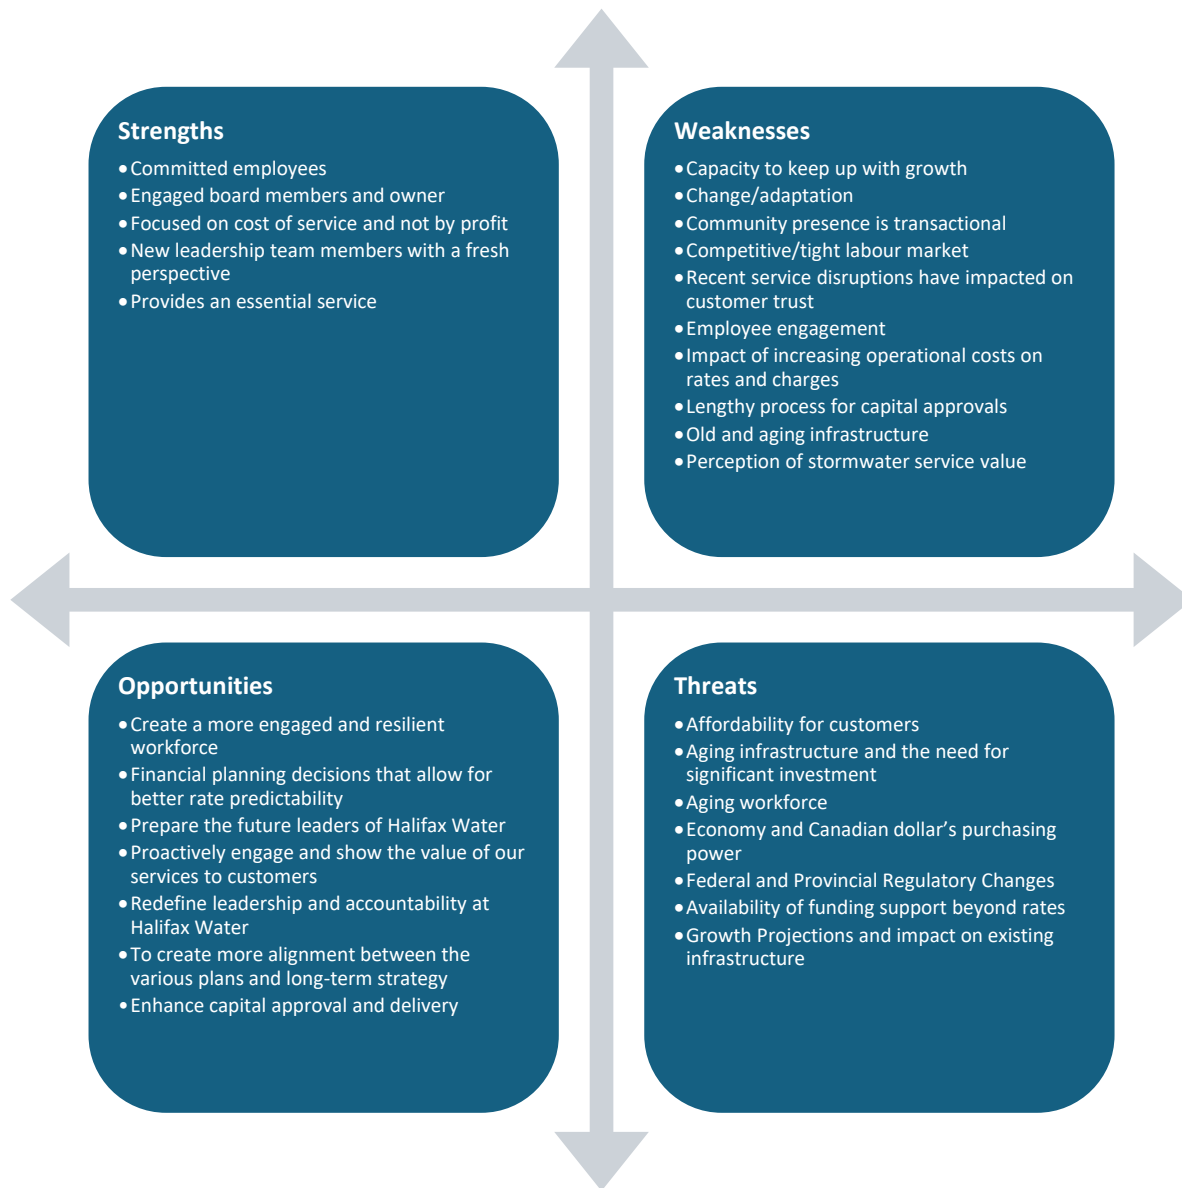 Strengths
•Committed employees
•Engaged board members and owner
•Focused on cost of service and not by profit
•New leadership team members with a fresh
perspective
•Provides an essential service
Weaknesses
•Capacity to keep up with growth
•Change/adaptation
•Community presence is transactional
•Competitive/tight labour market
•Recent service disruptions have impacted on
customer trust
•Employee engagement
•Impact of increasing operational costs on
rates and charges
•Lengthy process for capital approvals
•Old and aging infrastructure
•Perception of stormwater service value
Opportunities
•Create a more engaged and resilient
workforce
•Financial planning decisions that allow for
better rate predictability
•Prepare the future leaders of Halifax Water
•Proactively engage and show the value of our
services to customers
•Redefine leadership and accountability at
Halifax Water
•To create more alignment between the
various plans and long-term strategy
•Enhance capital approval and delivery
Threats
•Affordability for customers
•Aging infrastructure and the need for
significant investment
•Aging workforce
•Economy and Canadian dollar’s purchasing
power
•Federal and Provincial Regulatory Changes
•Availability of funding support beyond rates
•Growth Projections and impact on existing
infrastructure